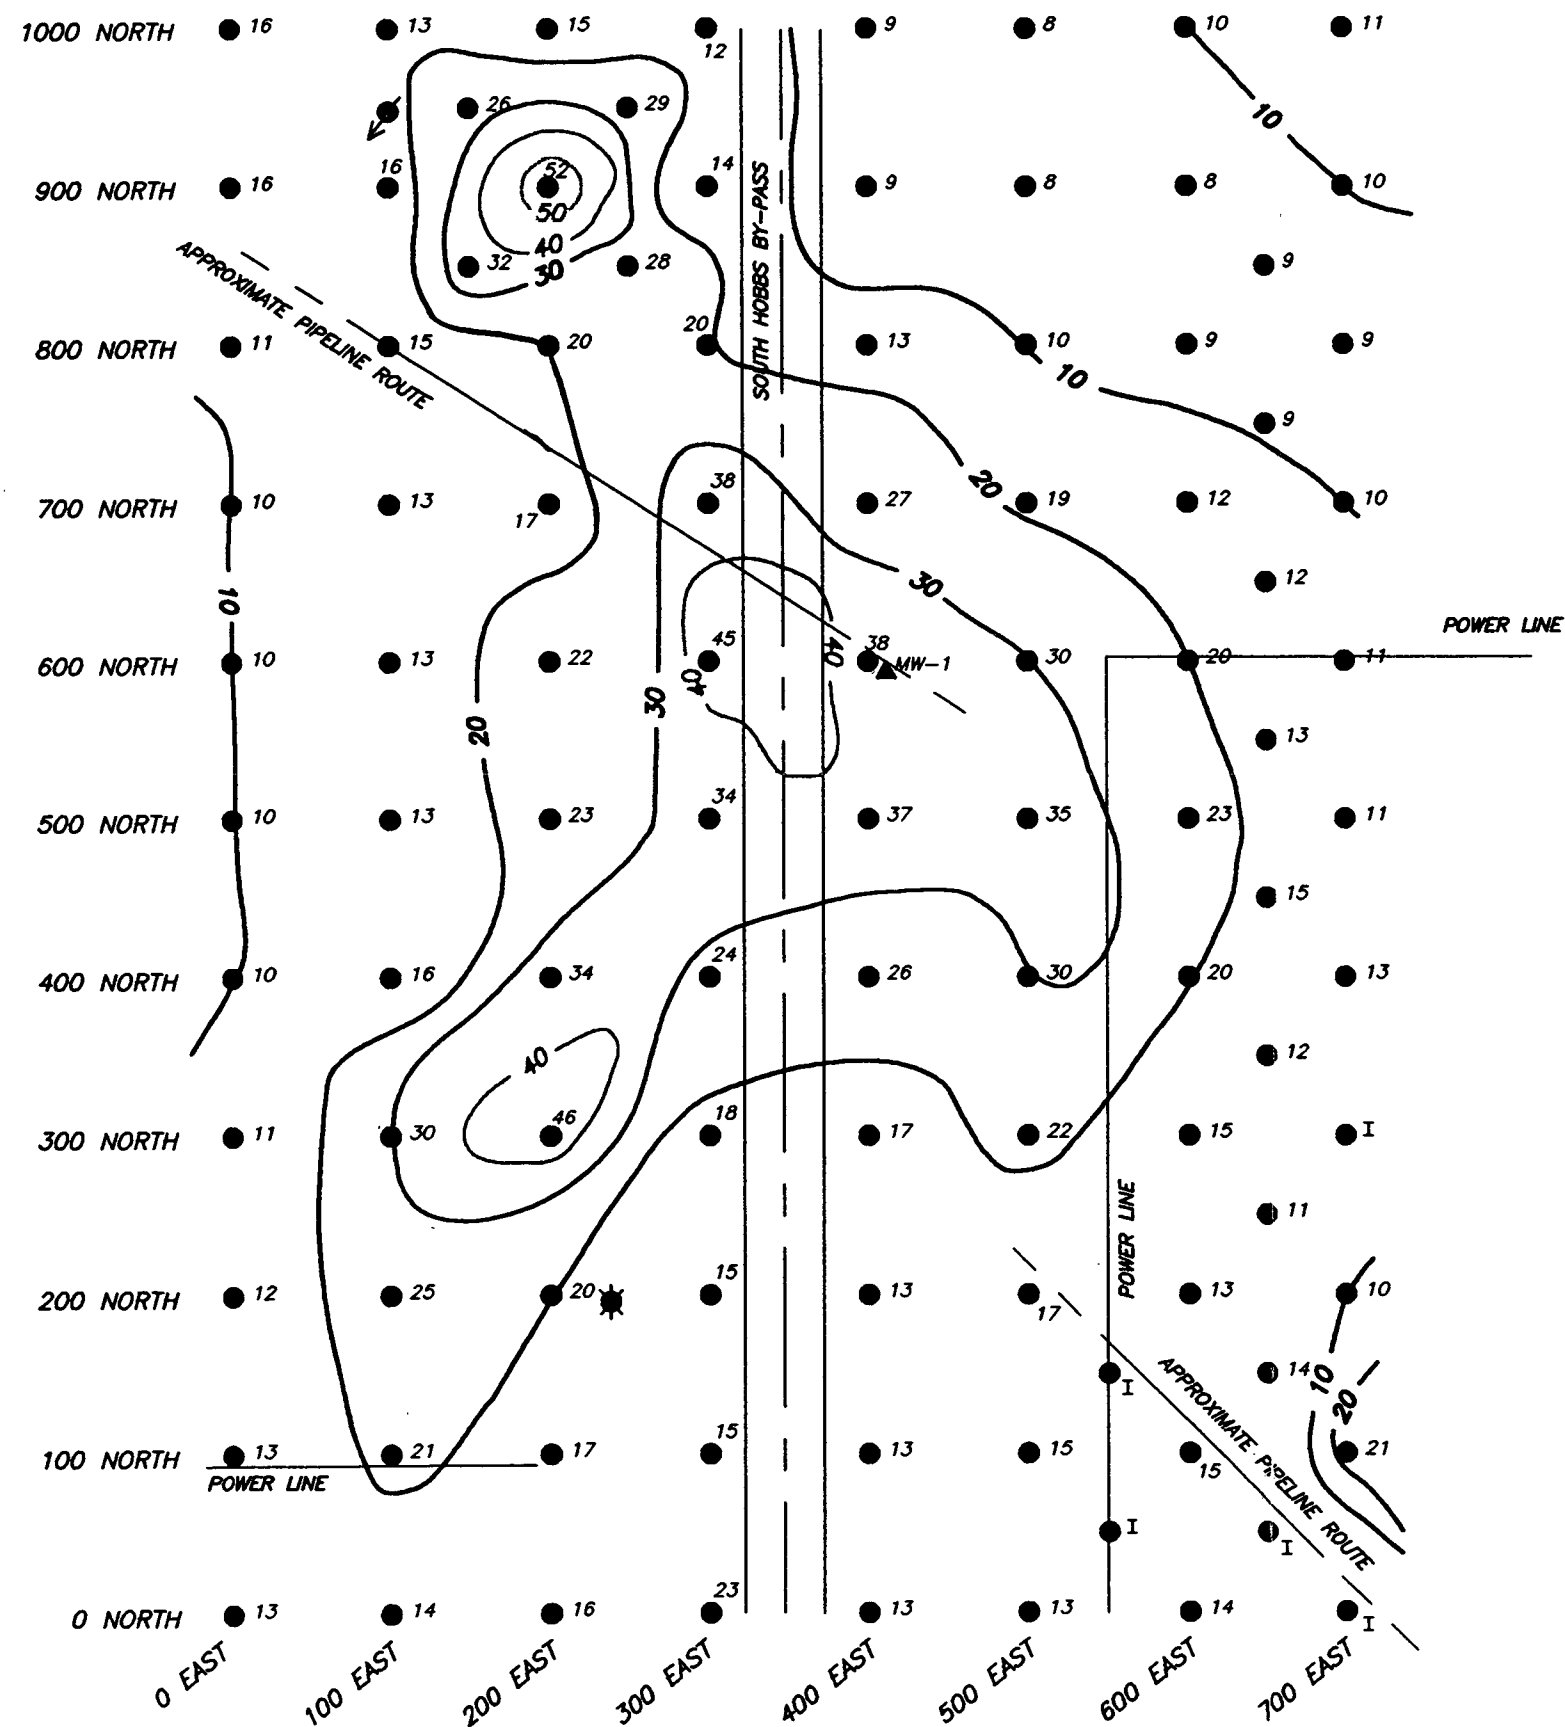 1000 NORTH 16 13 15 12 9 8 10 11
26 29
10
900 NORTH 16 16 52 14 9 8 8 10
50
40
30
32 28 9
APPROXIMATE PIPELINE ROUTE
SOUTH HOBBS BY-PASS
800 NORTH 11 15 20 20 13 10 9 9
10
9
20
700 NORTH 10 13 17 38 27 19 12 10
10
30
12
POWER LINE
600 NORTH 10 13 22 45 38 30 20 11
MW-1
40
40
30
20
13
500 NORTH 10 13 23 34 37 35 23 11
15
400 NORTH 10 16 34 24 26 30 20 13
40
12
300 NORTH 11 30 46 18 17 22 15 I
11
POWER LINE
200 NORTH 12 25 20 15 13 17 13 10
I
14
10
20
APPROXIMATE PIPELINE ROUTE
100 NORTH 13 21 17 15 13 15 15 21
POWER LINE
I I
0 NORTH 13 14 16 23 13 13 14 I
0 EAST 100 EAST 200 EAST 300 EAST 400 EAST 500 EAST 600 EAST 700 EAST